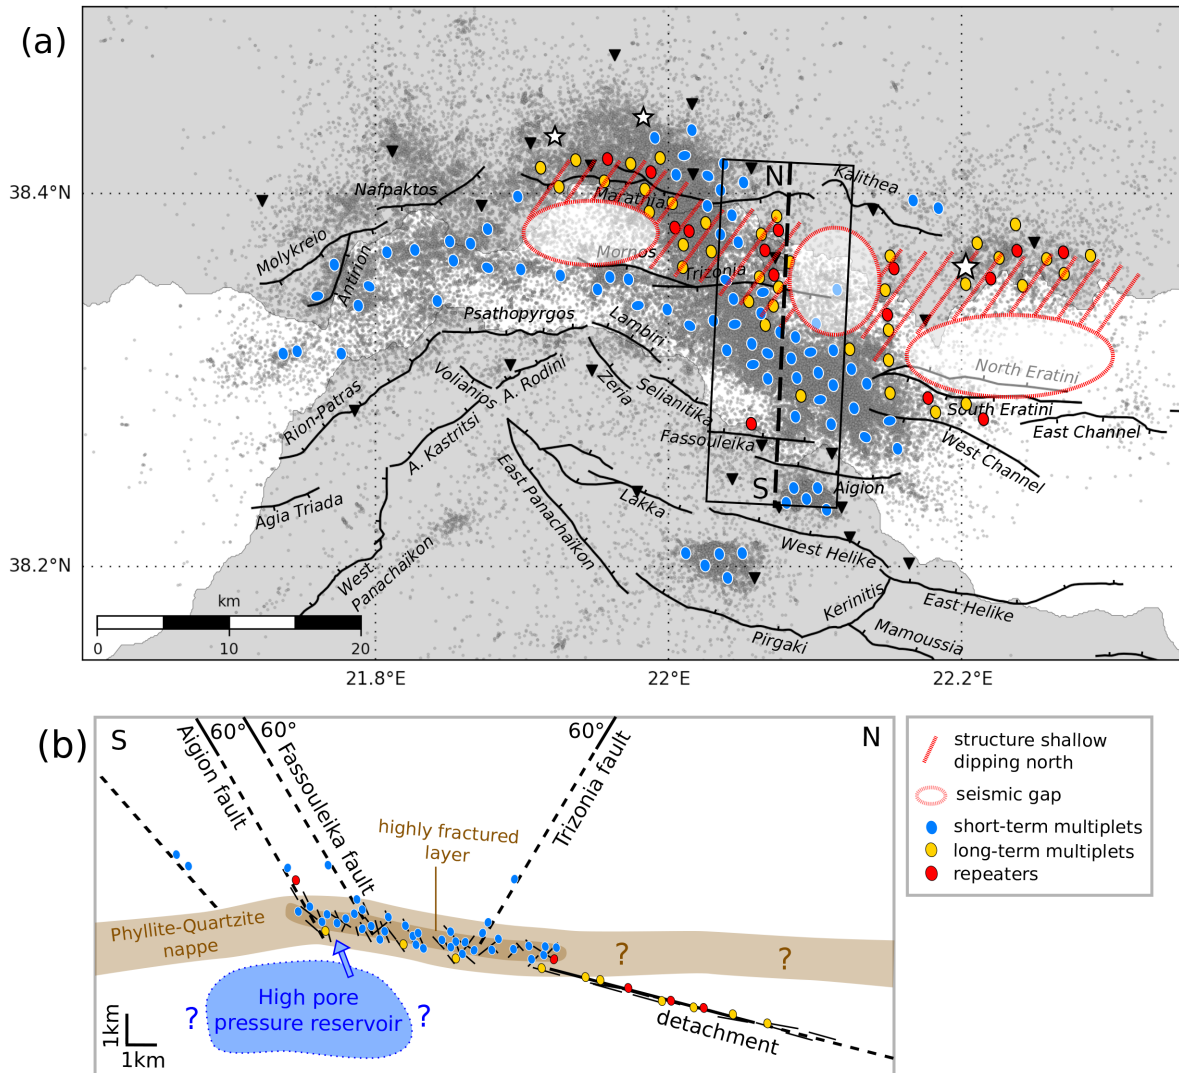 (a)
38.4°N
38.2°N
21.8°E
22°E
22.2°E
N
S
Kalithea
Nafpaktos
Marathia
Molykreio
Antirion
Mornos
Trizonia
Psathopyrgos
Lambiri
Rion-Patras
Volianios
A. Rodini
Zeria
Selianitika
North Eratini
South Eratini
East Channel
West Channel
A. Kastritsi
Fassouleika
Aigion
Agia Triada
East Panachaikon
Lakka
West
Panachaikon
West Helike
Kerinitis
East Helike
Pirgaki
Mamoussia
km
0
10
20
(b)
S
N
60°
60°
60°
Aigion fault
Fassouleika fault
Trizonia fault
highly fractured
layer
Phyllite-Quartzite
nappe
?
?
High pore
pressure reservoir
?
?
detachment
1km
1km
structure shallow
dipping north
seismic gap
short-term multiplets
long-term multiplets
repeaters